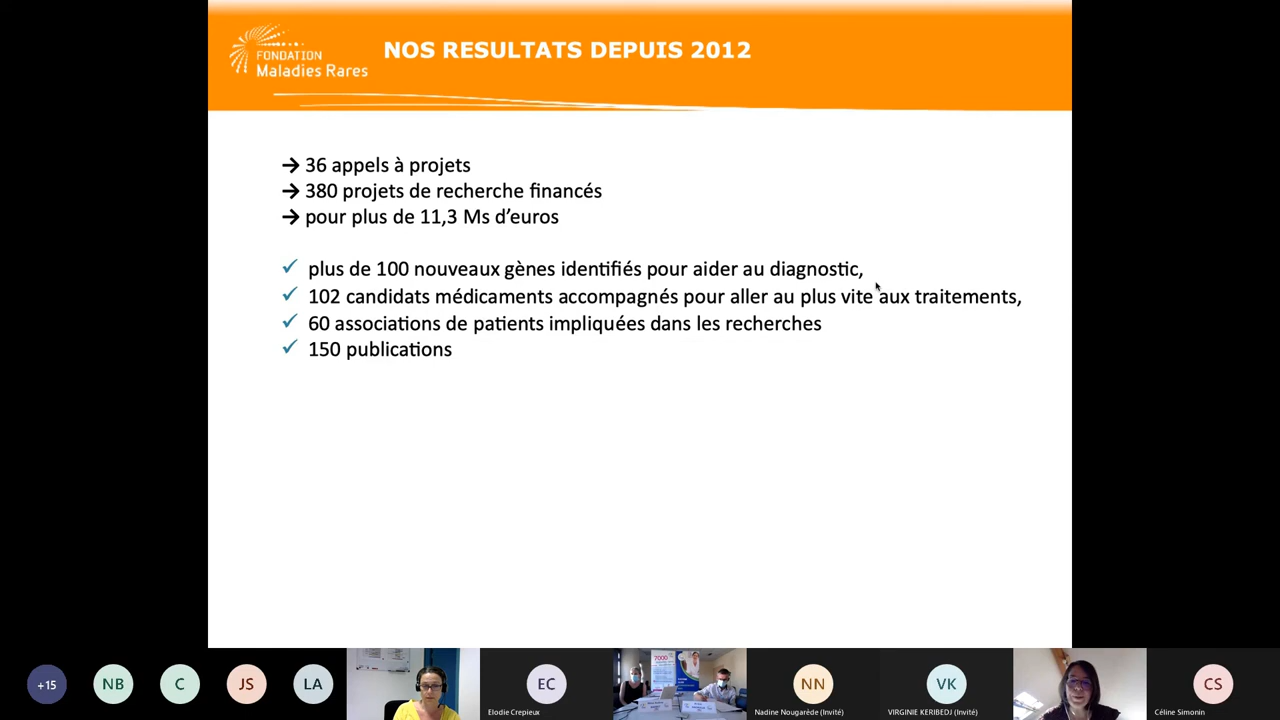 FONDATION
Maladies Rares
NOS RESULTATS DEPUIS 2012
→ 36 appels à projets
→ 380 projets de recherche financés
→ pour plus de 11,3 Ms d’euros
✓ plus de 100 nouveaux gènes identifiés pour aider au diagnostic,
✓ 102 candidats médicaments accompagnés pour aller au plus vite aux traitements,
✓ 60 associations de patients impliquées dans les recherches
✓ 150 publications
+15
NB
C
JS
LA
EC
Elodie Crepieux
7000
NN
Nadine Nougarède (Invité)
VK
VIRGINIE KERIBEDJ (Invité)
CS
Céline Simonin